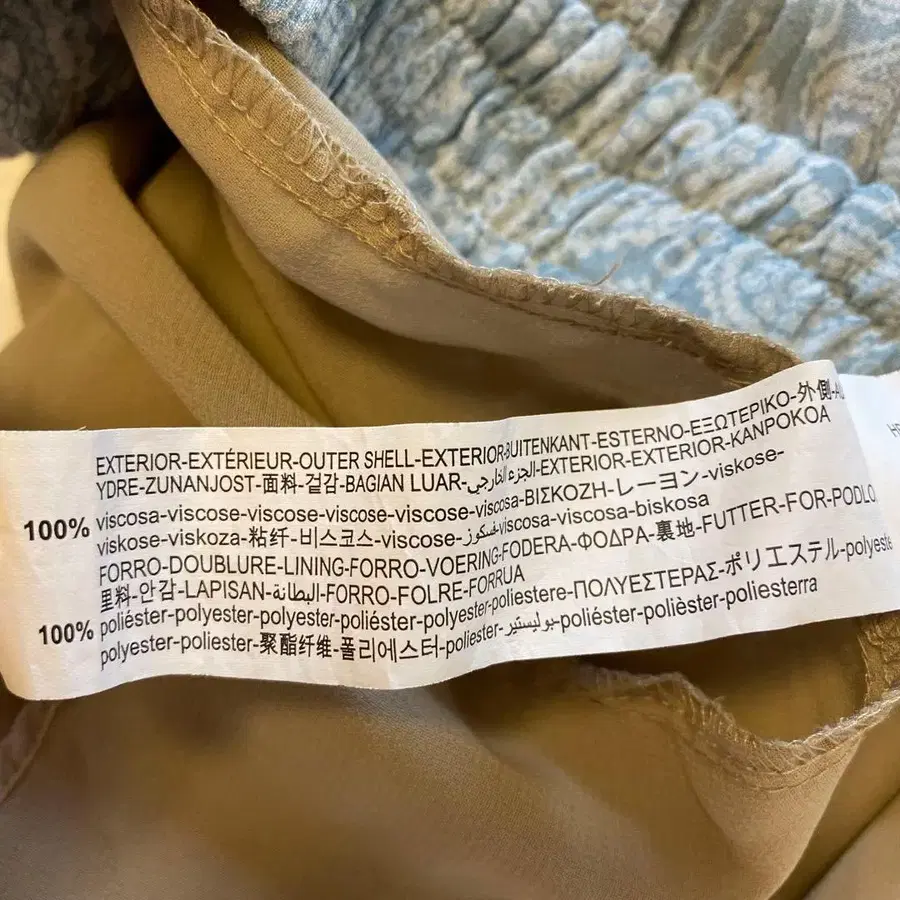 EXTERIOR-EXTÉRIEUR-OUTER SHELL-EXTERIOR-BUITENKANT-ESTERNO-ΕΞΩΤΕΡΙΚΟ-外側-
YDRE-ZUNANJOST-面料-겉감-BAGIAN LUAR-الجزء الخارجي-EXTERIOR-EXTERIOR-KANPOKOA
100% viscosa-viscose-viscose-viscose-viscose-viscosa-ΒΙΣΚΟΖΗ-レーヨン-viskose-
viskose-viskoza-粘纤-비스코스-viscose-فسكوز-viscosa-viscosa-biskosa
FORRO-DOUBLURE-LINING-FORRO-VOERING-FODERA-ΦΟΔΡΑ-裏地-FUTTER-FOR-PODLO
里料-안감-LAPISAN-البطانة-FORRO-FOLRE-FORRUA
100% poliéster-polyester-polyester-poliéster-polyester-poliestere-ΠΟΛΥΕΣΤΕΡΑΣ-ポリエステル-polyeste
polyester-poliester-聚酯纤维-폴리에스터-polyester-بوليستير-poliéster-polièster-poliesterra